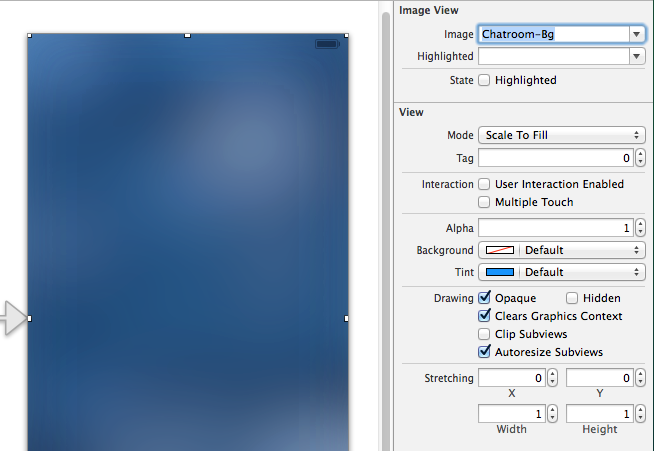 Image View
Image Chatroom-Bg
Highlighted
State Highlighted
View
Mode Scale To Fill
Tag 0
Interaction User Interaction Enabled
Multiple Touch
Alpha 1
Background Default
Tint Default
Drawing Opaque Hidden
Clears Graphics Context
Clip Subviews
Autoresize Subviews
Stretching 0 0
X Y
1 1
Width Height